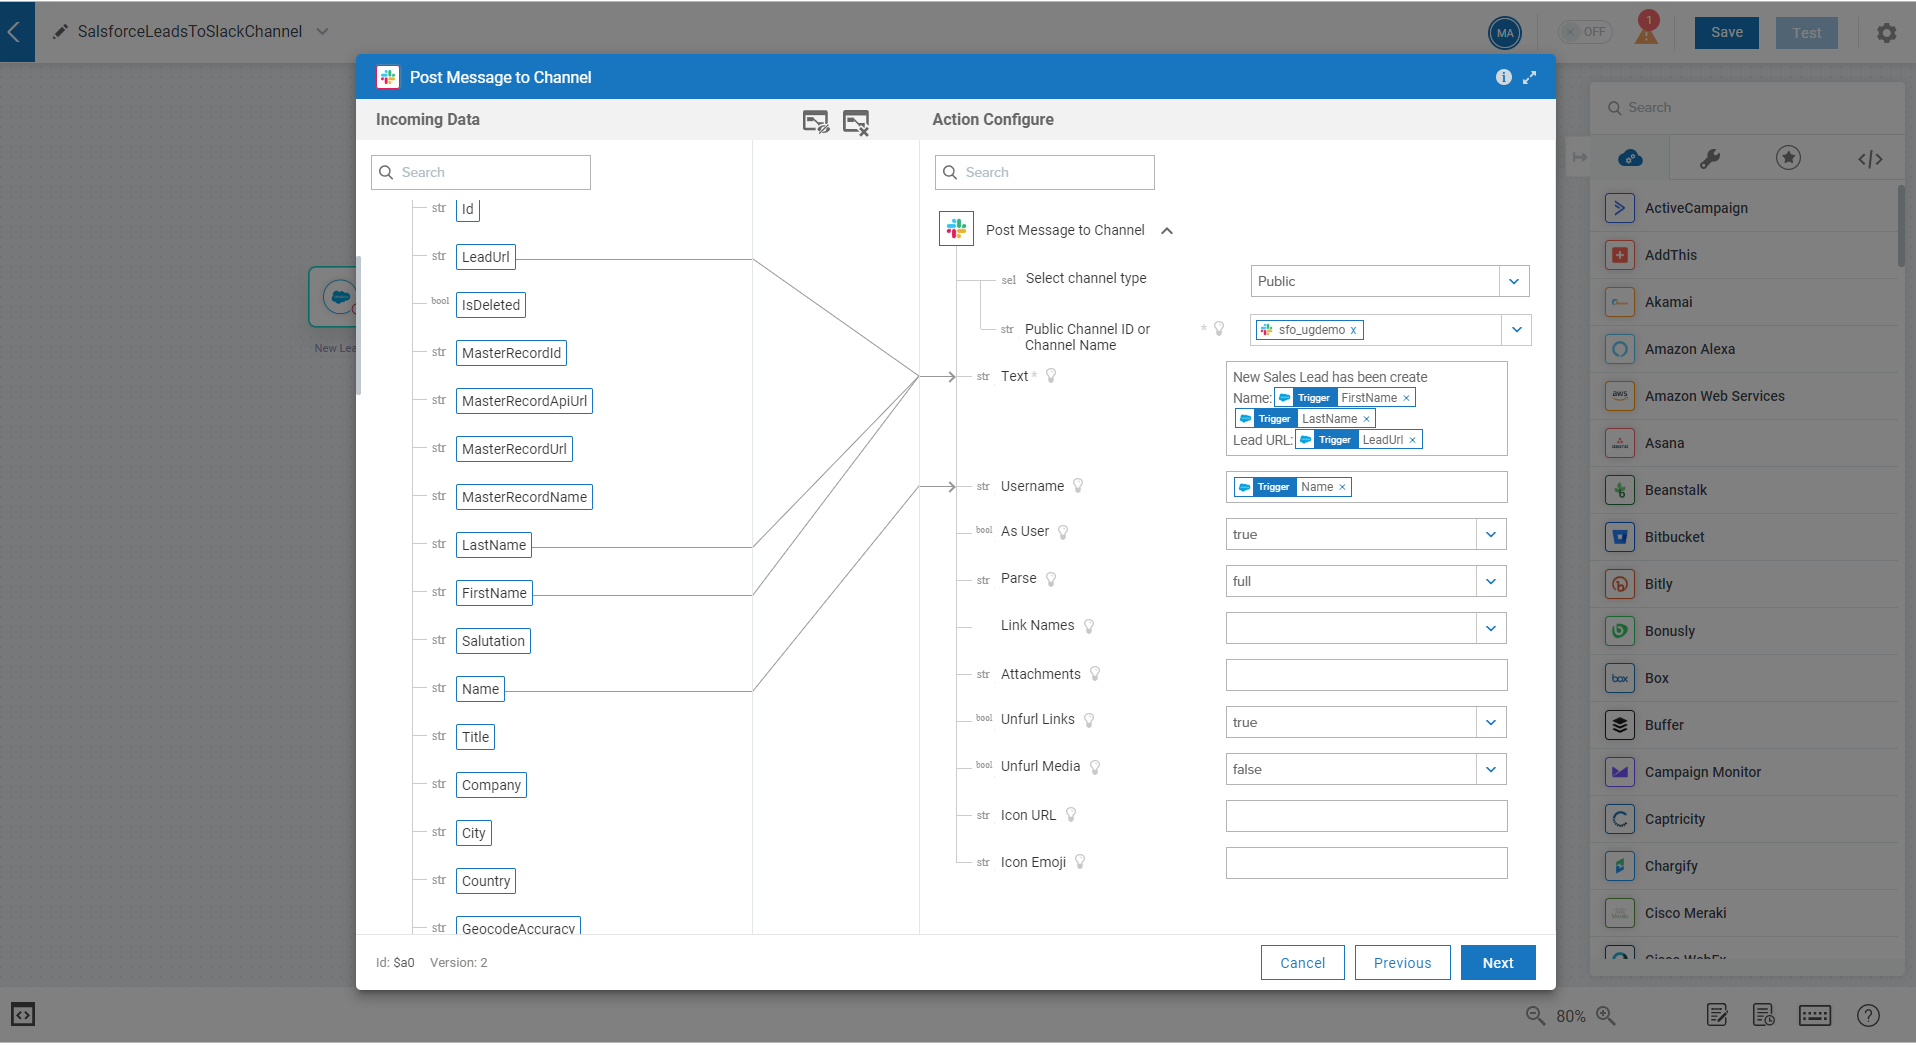 SalsforceLeadsToSlackChannel
MA
OFF
1
Save
Test
Post Message to Channel
Incoming Data
Action Configure
Search
Search
Search
str Id
str LeadUrl
bool IsDeleted
str MasterRecordId
str MasterRecordApiUrl
str MasterRecordUrl
str MasterRecordName
str LastName
str FirstName
str Salutation
str Name
str Title
str Company
str City
str Country
str GeocodeAccuracy
New Lea
Post Message to Channel
sel Select channel type
Public
str Public Channel ID or
Channel Name *
sfo_ugdemo x
str Text *
New Sales Lead has been create
Name: Trigger FirstName ×
Trigger LastName ×
Lead URL: Trigger LeadUrl ×
str Username
Trigger Name ×
bool As User
true
str Parse
full
Link Names
str Attachments
bool Unfurl Links
true
bool Unfurl Media
false
str Icon URL
str Icon Emoji
Id: $a0 Version: 2
Cancel
Previous
Next
ActiveCampaign
AddThis
Akamai
Amazon Alexa
aws
Amazon Web Services
Asana
Beanstalk
Bitbucket
Bitly
Bonusly
box
Box
Buffer
Campaign Monitor
Captricity
Chargify
Cisco Meraki
Cisco WebEx
80%